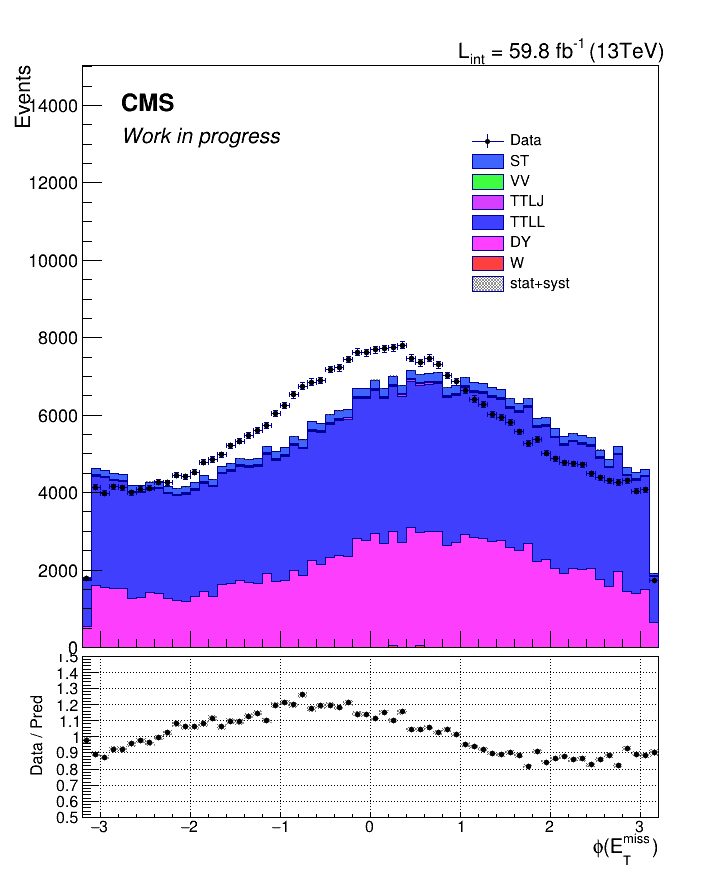 L_int = 59.8 fb^-1 (13TeV)
Events
CMS
Work in progress
Data
ST
VV
TTLJ
TTLL
DY
W
stat+syst
14000
12000
10000
8000
6000
4000
2000
0
Data / Pred
1.5
1.4
1.3
1.2
1.1
1
0.9
0.8
0.7
0.6
0.5
−3 −2 −1 0 1 2 3
ϕ(E_T^miss)